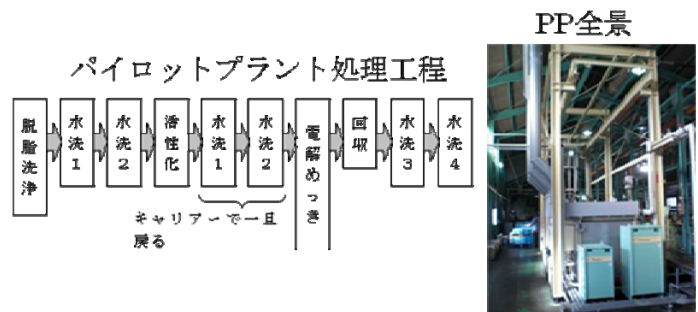 PP全景
パイロットプラント処理工程
脱脂洗浄
水洗1
水洗2
活性化
水洗1
水洗2
電解めっき
回収
水洗3
水洗4
キャリアーで一旦
戻る